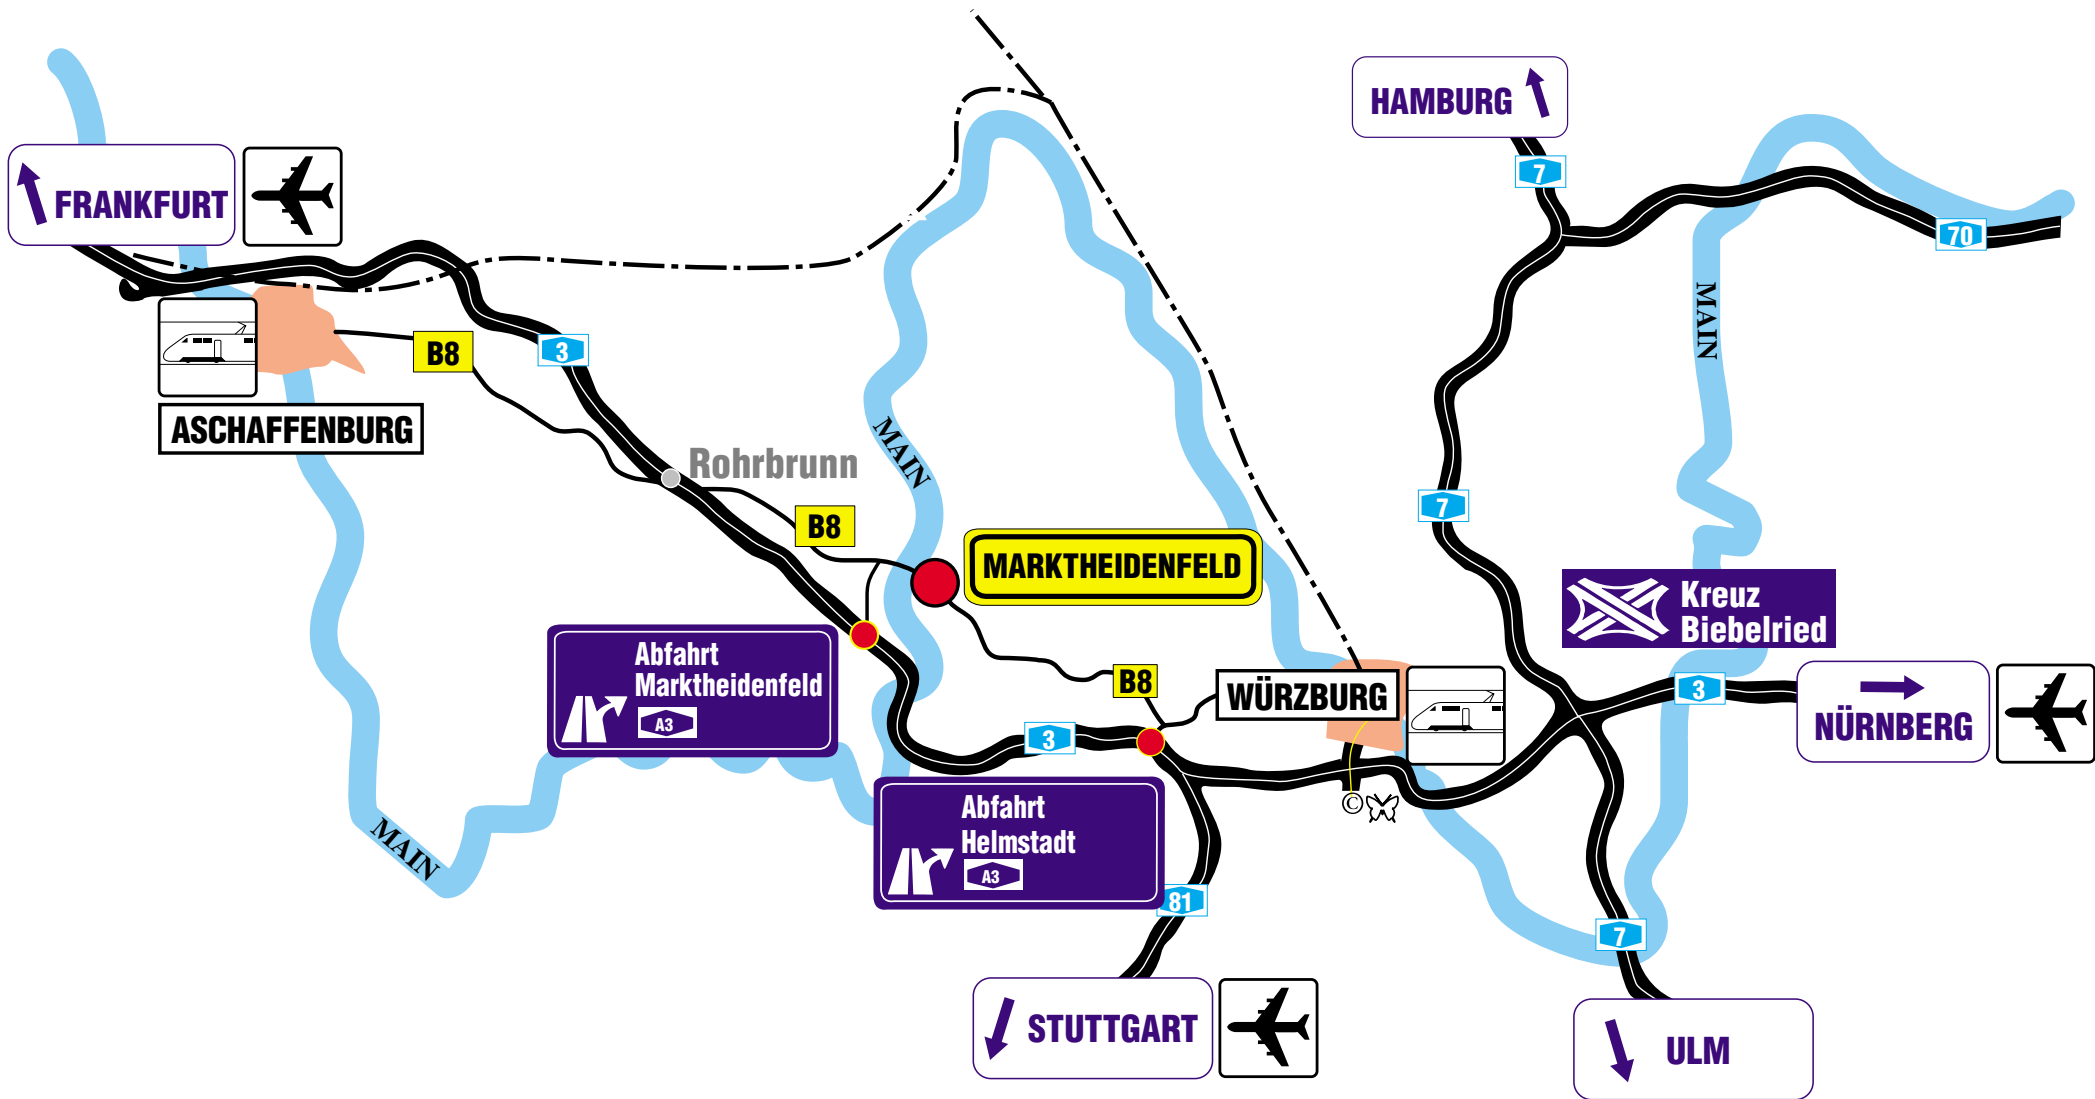 HAMBURG
7
FRANKFURT
70
MAIN
3
B8
ASCHAFFENBURG
MAIN
Rohrbrunn
7
B8
MARKTHEIDENFELD
Kreuz
Biebelried
Abfahrt
Marktheidenfeld
A3
B8
WÜRZBURG
3
NÜRNBERG
3
MAIN
©
Abfahrt
Helmstadt
A3
81
7
STUTTGART
ULM